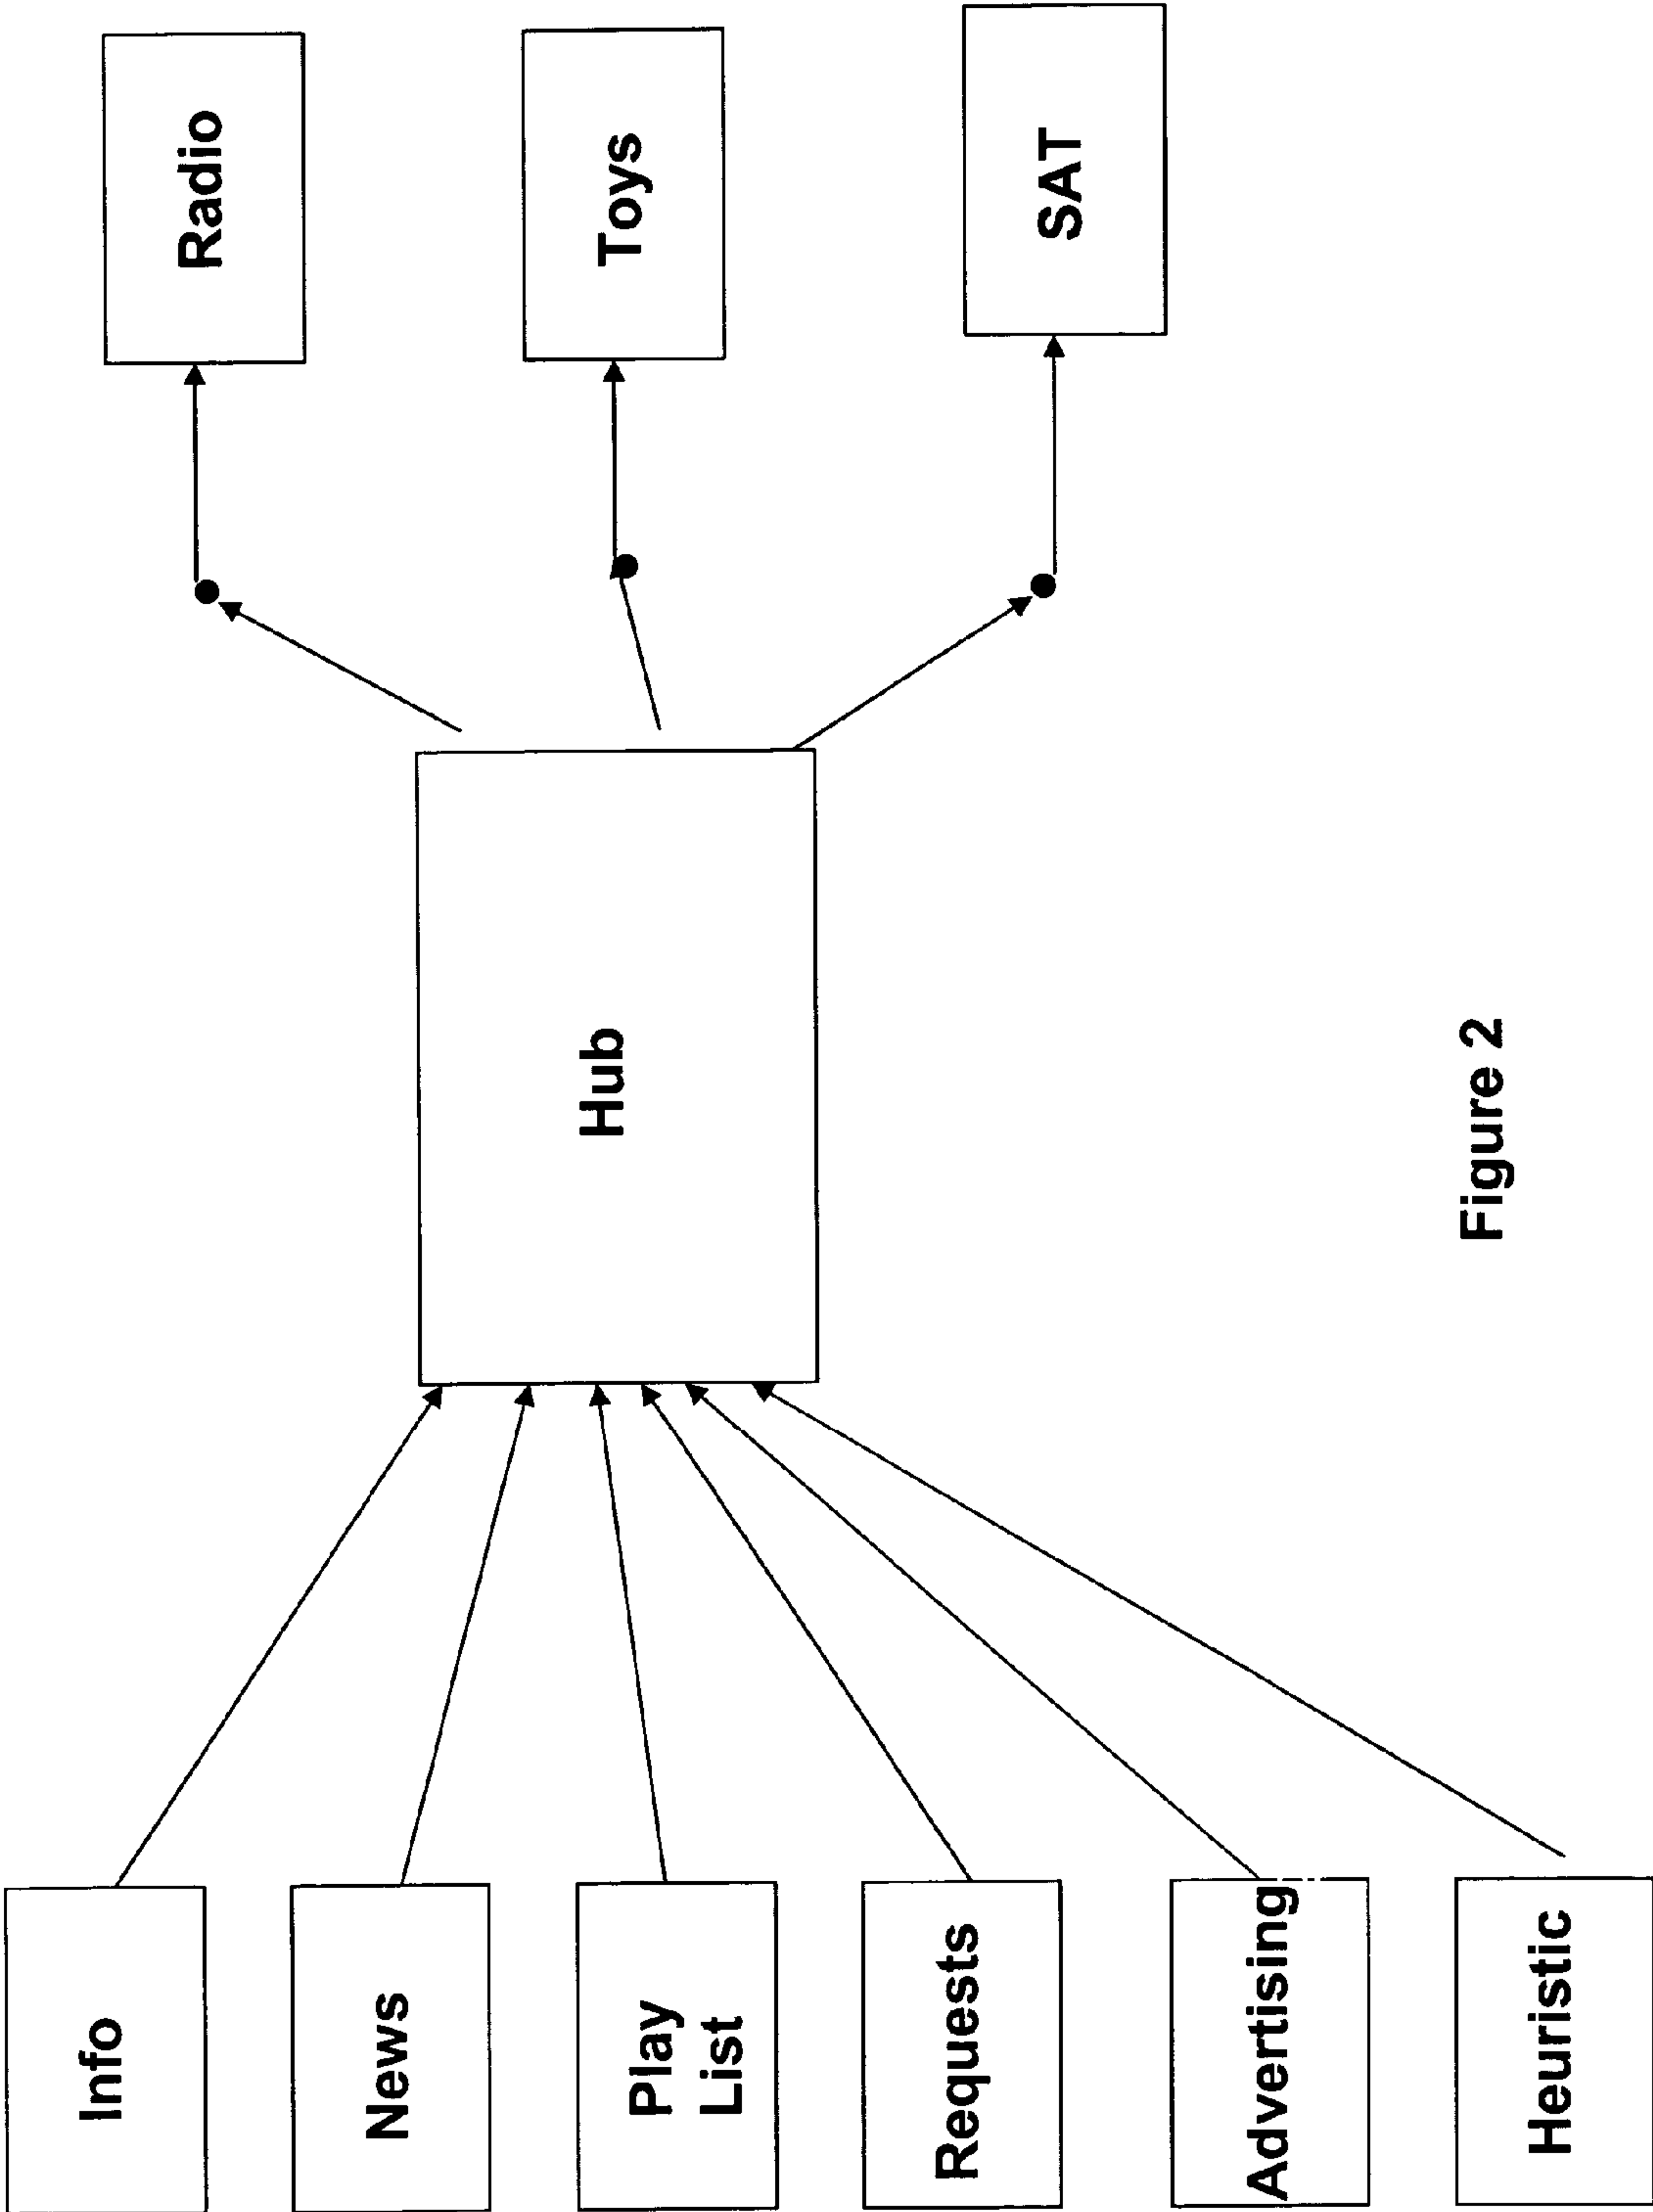 Info
News
Play
List
Requests
Advertising
Heuristic
Hub
Radio
Toys
SAT
Figure 2